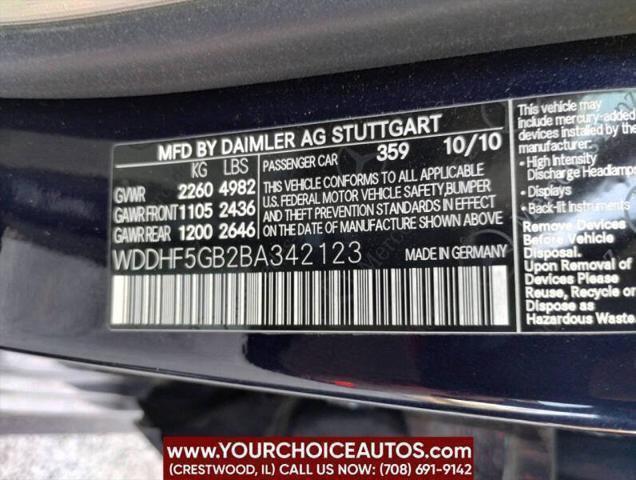 MFD BY DAIMLER AG STUTTGART
KG LBS
GVWR 2260 4982
GAWR FRONT 1105 2436
GAWR REAR 1200 2646
PASSENGER CAR 359 10/10
THIS VEHICLE CONFORMS TO ALL APPLICABLE
U.S. FEDERAL MOTOR VEHICLE SAFETY, BUMPER
AND THEFT PREVENTION STANDARDS IN EFFECT
ON THE DATE OF MANUFACTURE SHOWN ABOVE
WDDHF5GB2BA342123
MADE IN
GERMANY
This vehicle may
include mercury-added
devices installed by the
manufacturer:
- High Intensity
Discharge Headlamps
- Displays
- Back-lit Instruments
Remove Devices
Before Vehicle
Disposal.
Upon Removal of
Devices Please
Reuse, Recycle or
Dispose as
Hazardous Waste.
WWW.YOURCHOICEAUTOS.COM
(CRESTWOOD, IL) CALL US NOW: (708) 691-9142